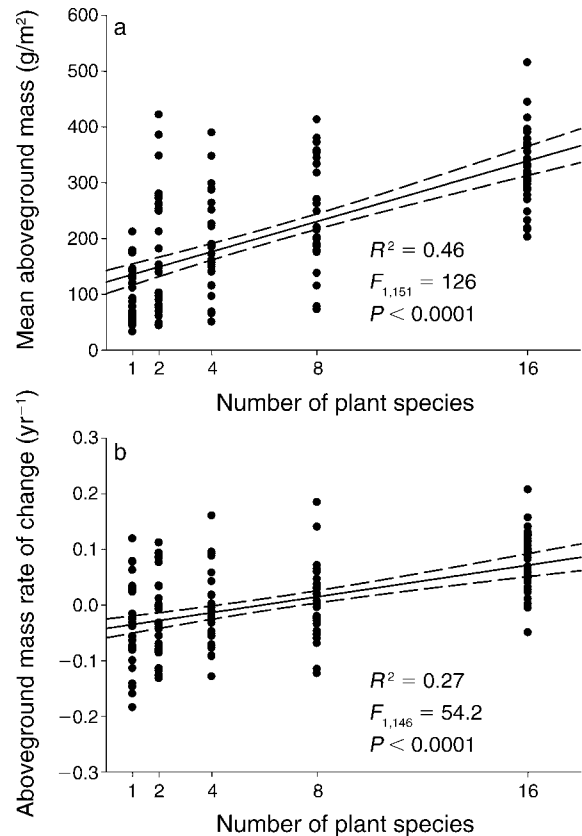 a
Mean aboveground mass (g/m²)
600
500
400
300
200
100
0
R² = 0.46
F₁,₁₅₁ = 126
P < 0.0001
1 2 4 8 16
Number of plant species
b
Aboveground mass rate of change (yr⁻¹)
0.3
0.2
0.1
0.0
−0.1
−0.2
−0.3
R² = 0.27
F₁,₁₄₆ = 54.2
P < 0.0001
1 2 4 8 16
Number of plant species